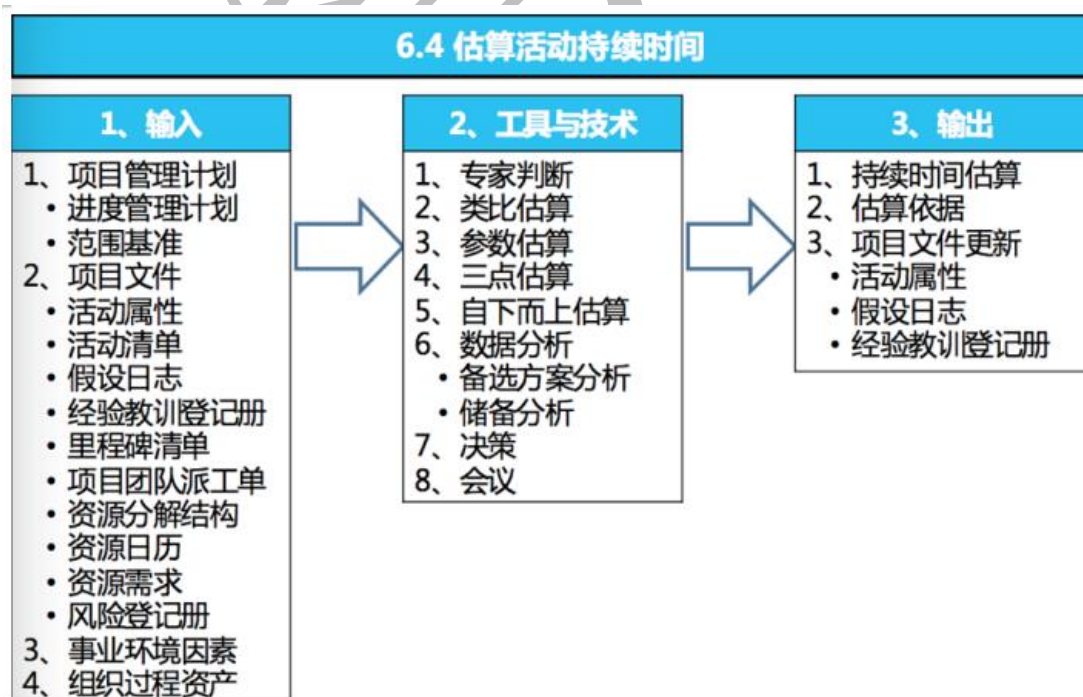 6.4 估算活动持续时间
1、输入
1、项目管理计划
•进度管理计划
•范围基准
2、项目文件
•活动属性
•活动清单
•假设日志
•经验教训登记册
•里程碑清单
•项目团队派工单
•资源分解结构
•资源日历
•资源需求
•风险登记册
3、事业环境因素
4、组织过程资产
2、工具与技术
1、专家判断
2、类比估算
3、参数估算
4、三点估算
5、自下而上估算
6、数据分析
•备选方案分析
•储备分析
7、决策
8、会议
3、输出
1、持续时间估算
2、估算依据
3、项目文件更新
•活动属性
•假设日志
•经验教训登记册